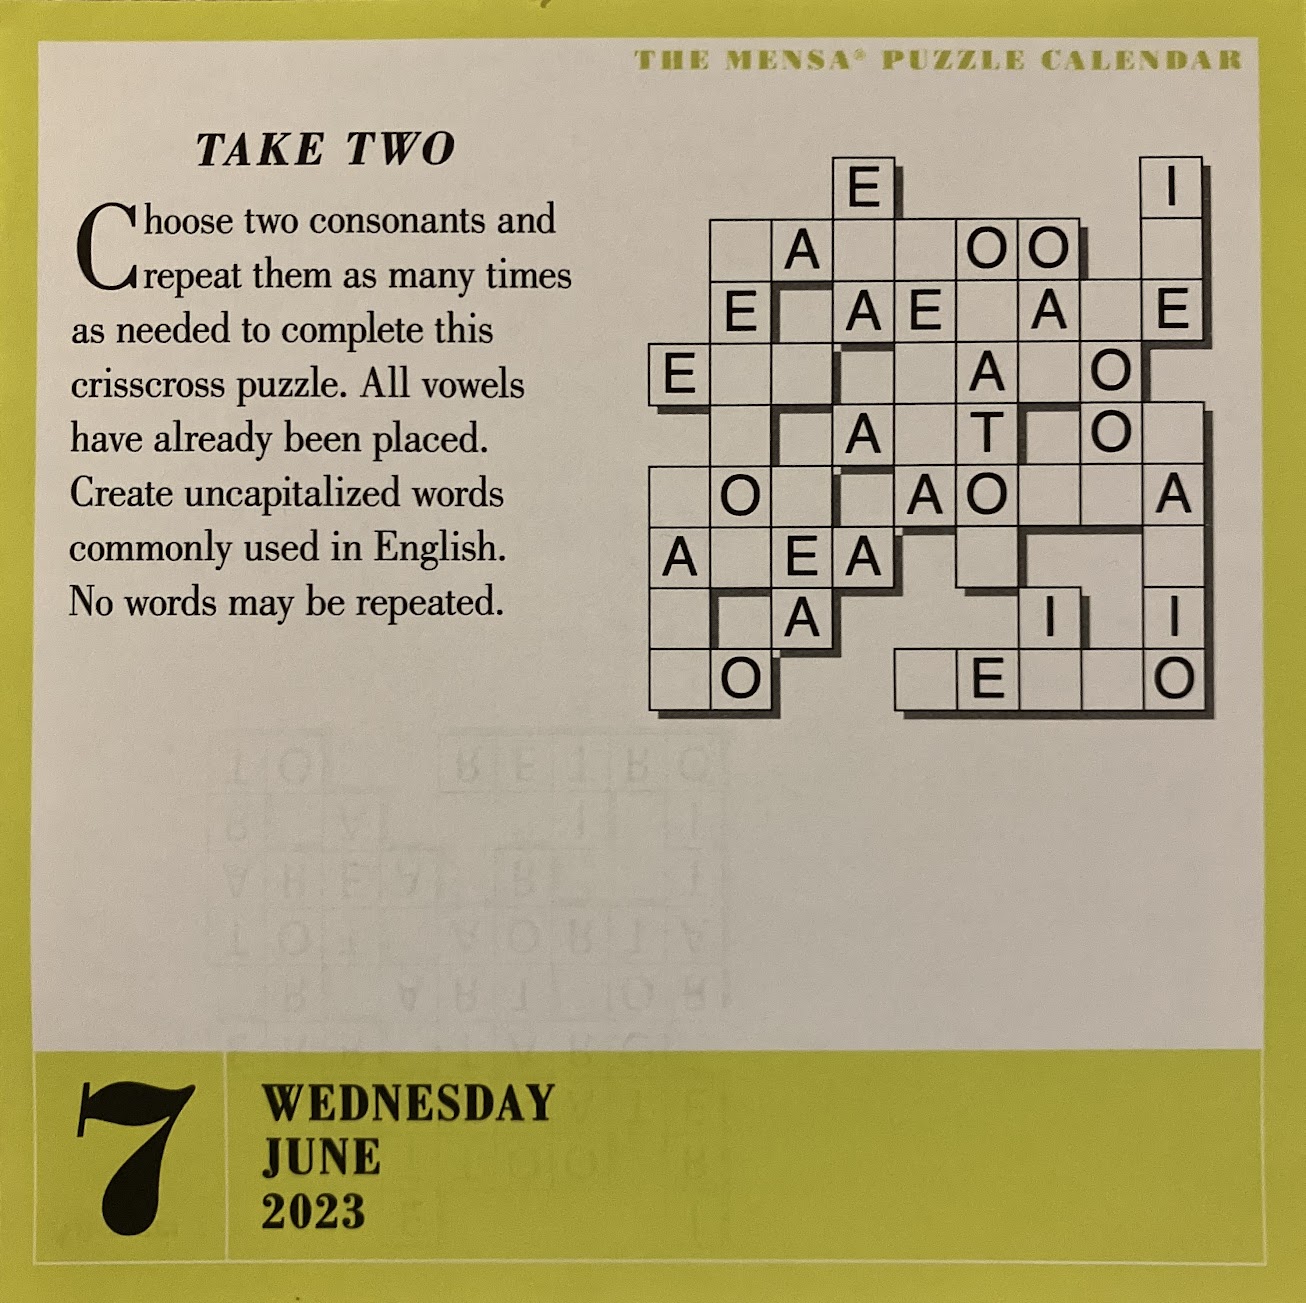 THE MENSA® PUZZLE CALENDAR
TAKE TWO
Choose two consonants and
repeat them as many times
as needed to complete this
crisscross puzzle. All vowels
have already been placed.
Create uncapitalized words
commonly used in English.
No words may be repeated.
E I
A O O
E A E A E
E A O
A T O
O A O A
A E A
A I I
O E O
7
WEDNESDAY
JUNE
2023